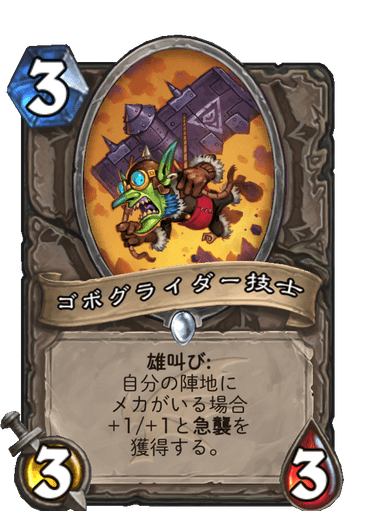 3
ゴボグライダー技士
雄叫び:
自分の陣地に
メカがいる場合
+1/+1と急襲を
獲得する。
3
3